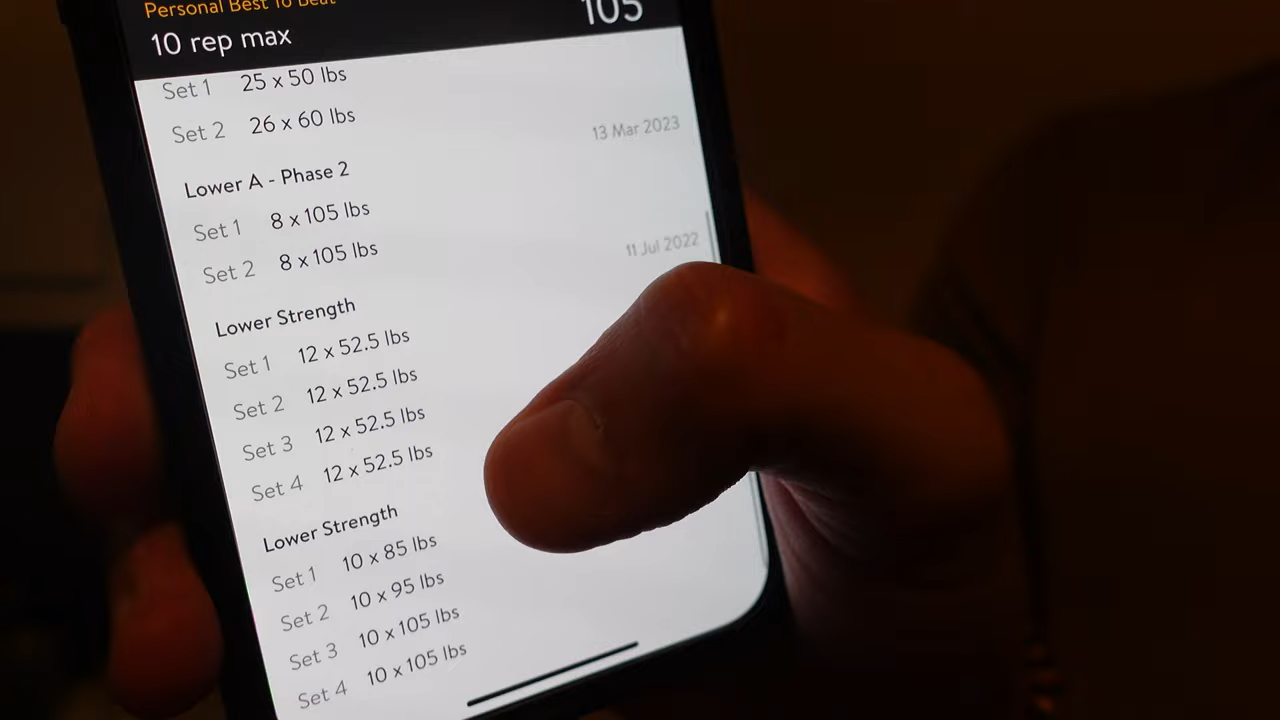 Personal Best To Beat
10 rep max 105
Set 1 25 x 50 lbs
Set 2 26 x 60 lbs
13 Mar 2023
Lower A - Phase 2
Set 1 8 x 105 lbs
Set 2 8 x 105 lbs
11 Jul 2022
Lower Strength
Set 1 12 x 52.5 lbs
Set 2 12 x 52.5 lbs
Set 3 12 x 52.5 lbs
Set 4 12 x 52.5 lbs
Lower Strength
Set 1 10 x 85 lbs
Set 2 10 x 95 lbs
Set 3 10 x 105 lbs
Set 4 10 x 105 lbs